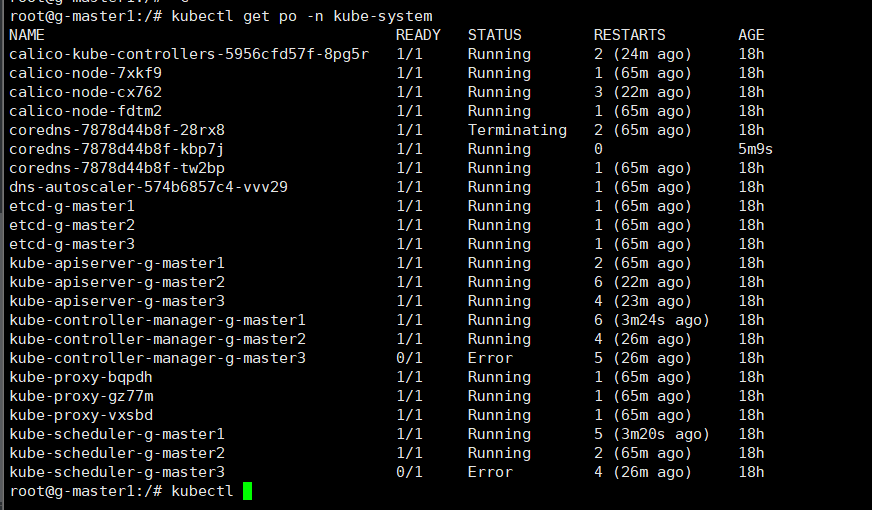 root@g-master1:/# kubectl get po -n kube-system
NAME READY STATUS RESTARTS AGE
calico-kube-controllers-5956cfd57f-8pg5r 1/1 Running 2 (24m ago) 18h
calico-node-7xkf9 1/1 Running 1 (65m ago) 18h
calico-node-cx762 1/1 Running 3 (22m ago) 18h
calico-node-fdtm2 1/1 Running 1 (65m ago) 18h
coredns-7878d44b8f-28rx8 1/1 Terminating 2 (65m ago) 18h
coredns-7878d44b8f-kbp7j 1/1 Running 0 5m9s
coredns-7878d44b8f-tw2bp 1/1 Running 1 (65m ago) 18h
dns-autoscaler-574b6857c4-vvv29 1/1 Running 1 (65m ago) 18h
etcd-g-master1 1/1 Running 1 (65m ago) 18h
etcd-g-master2 1/1 Running 1 (65m ago) 18h
etcd-g-master3 1/1 Running 1 (65m ago) 18h
kube-apiserver-g-master1 1/1 Running 2 (65m ago) 18h
kube-apiserver-g-master2 1/1 Running 6 (22m ago) 18h
kube-apiserver-g-master3 1/1 Running 4 (23m ago) 18h
kube-controller-manager-g-master1 1/1 Running 6 (3m24s ago) 18h
kube-controller-manager-g-master2 1/1 Running 4 (26m ago) 18h
kube-controller-manager-g-master3 0/1 Error 5 (26m ago) 18h
kube-proxy-bqpdh 1/1 Running 1 (65m ago) 18h
kube-proxy-gz77m 1/1 Running 1 (65m ago) 18h
kube-proxy-vxsbd 1/1 Running 1 (65m ago) 18h
kube-scheduler-g-master1 1/1 Running 5 (3m20s ago) 18h
kube-scheduler-g-master2 1/1 Running 2 (65m ago) 18h
kube-scheduler-g-master3 0/1 Error 4 (26m ago) 18h
root@g-master1:/# kubectl